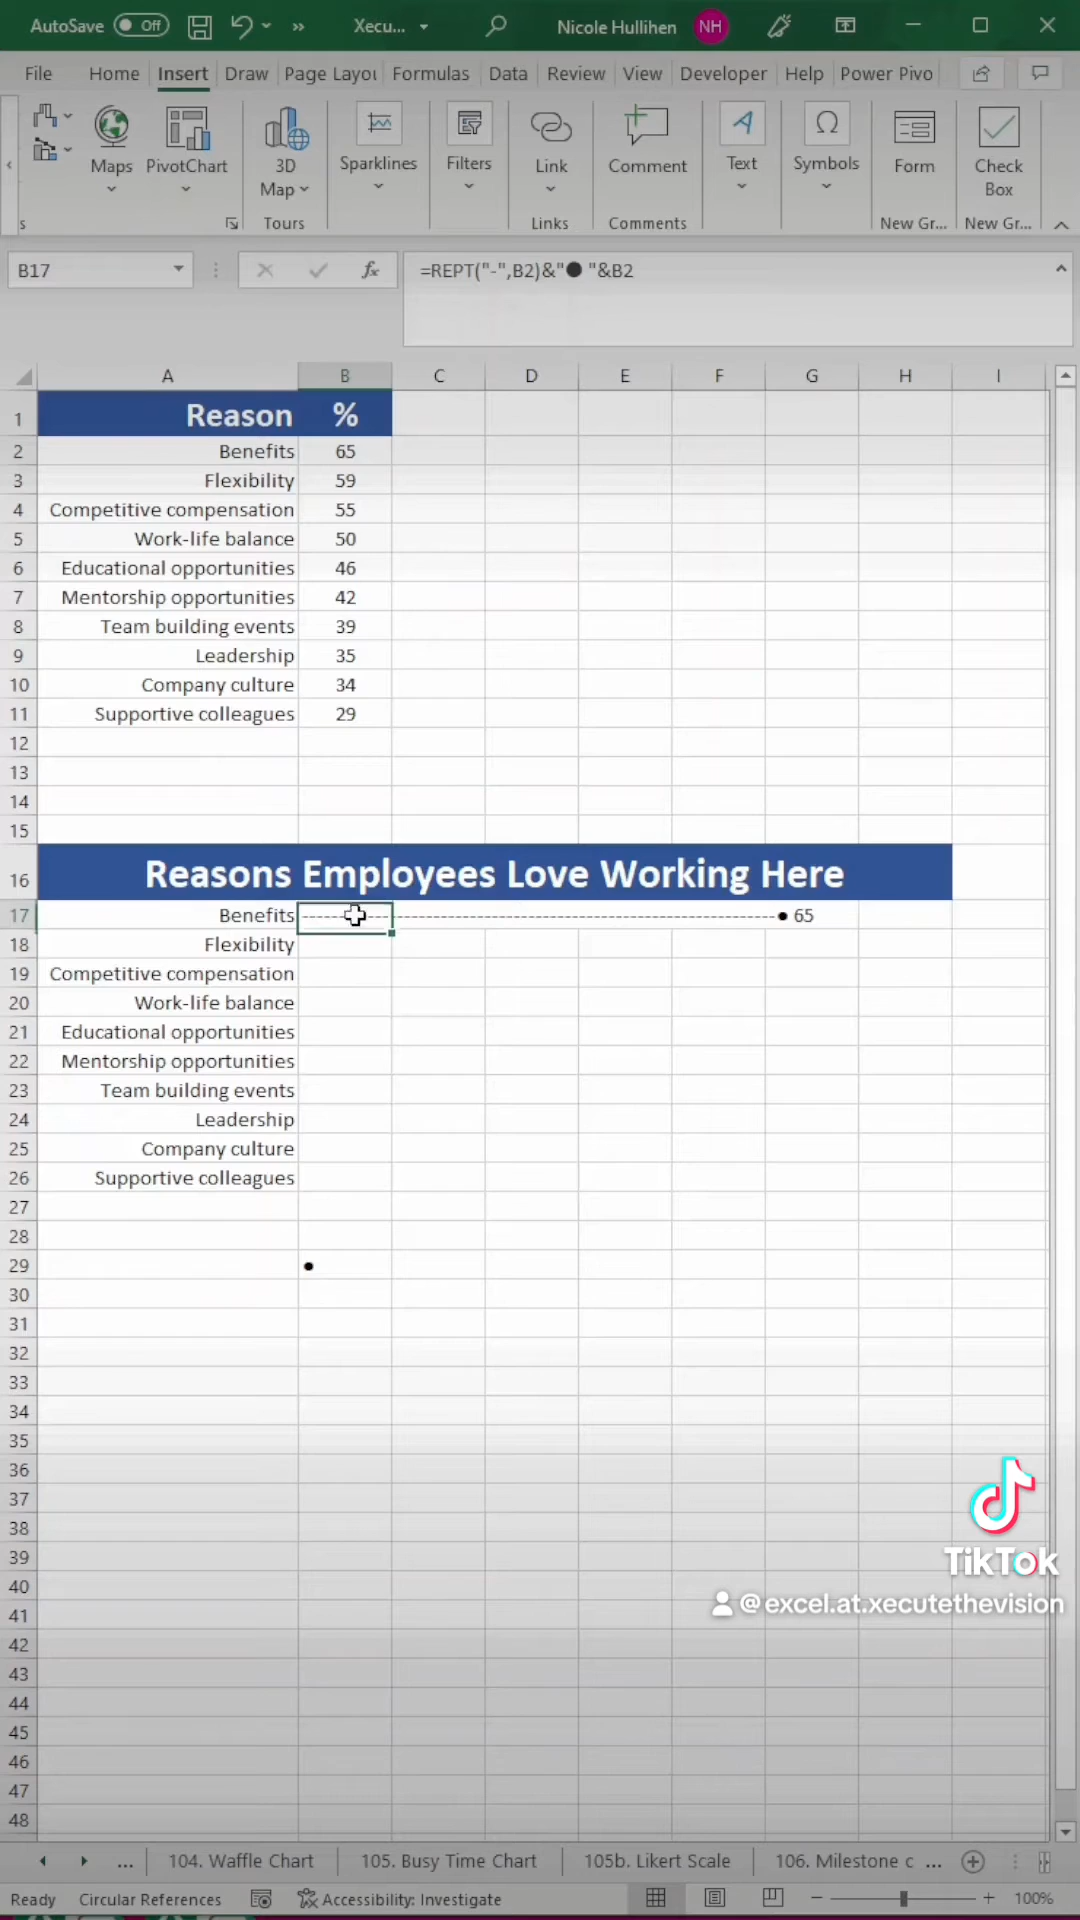 AutoSave Off Xecu... Nicole Hullihen NH
File Home Insert Draw Page Layou Formulas Data Review View Developer Help Power Pivo
Maps PivotChart 3D Map Sparklines Filters Link Comment Text Symbols Form Check Box
s Tours Links Comments New Gr... New Gr...
B17 fx =REPT("-",B2)&"● "&B2
A B C D E F G H I
1 Reason %
2 Benefits 65
3 Flexibility 59
4 Competitive compensation 55
5 Work-life balance 50
6 Educational opportunities 46
7 Mentorship opportunities 42
8 Team building events 39
9 Leadership 35
10 Company culture 34
11 Supportive colleagues 29
12
13
14
15
16 Reasons Employees Love Working Here
17 Benefits -----------------------------------------------------------------● 65
18 Flexibility
19 Competitive compensation
20 Work-life balance
21 Educational opportunities
22 Mentorship opportunities
23 Team building events
24 Leadership
25 Company culture
26 Supportive colleagues
27
28
29 ●
30
31
32
33
34
35
36
37
38
39
TikTok
40
@excel.at.xecutethevision
41
42
43
44
45
46
47
48
... 104. Waffle Chart 105. Busy Time Chart 105b. Likert Scale 106. Milestone c ...
Ready Circular References Accessibility: Investigate 100%